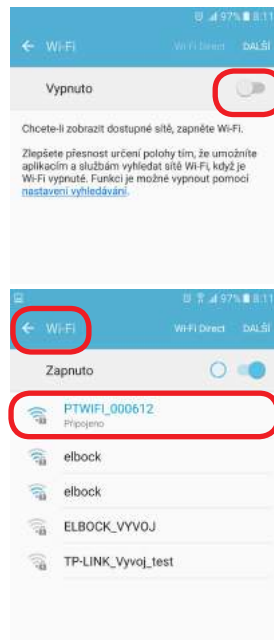 97% 8:11
Wi-Fi Wi-Fi Direct DALŠÍ
Vypnuto
Chcete-li zobrazit dostupné sítě, zapněte Wi-Fi.
Zlepšete přesnost určení polohy tím, že umožníte
aplikacím a službám vyhledat sítě Wi-Fi, když je
Wi-Fi vypnuté. Funkci je možné vypnout pomocí
nastavení vyhledávání.
97% 8:11
Wi-Fi Wi-Fi Direct DALŠÍ
Zapnuto
PTWIFI_000612
Připojeno
elbock
elbock
ELBOCK_VYVOJ
TP-LINK_Vyvoj_test